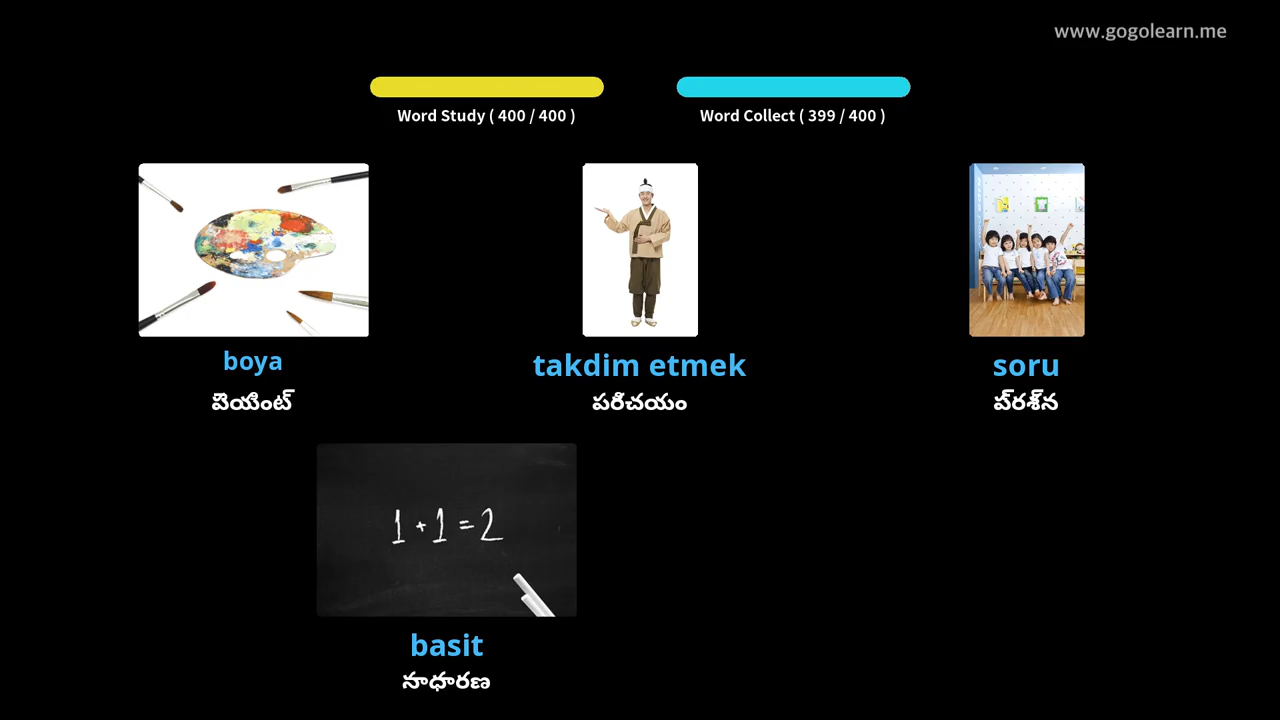 www.gogolearn.me
Word Study ( 400 / 400 )
Word Collect ( 399 / 400 )
boya
takdim etmek
soru
పెయింట్
పరిచయం
ప్రశ్న
1 + 1 = 2
basit
సాధారణ